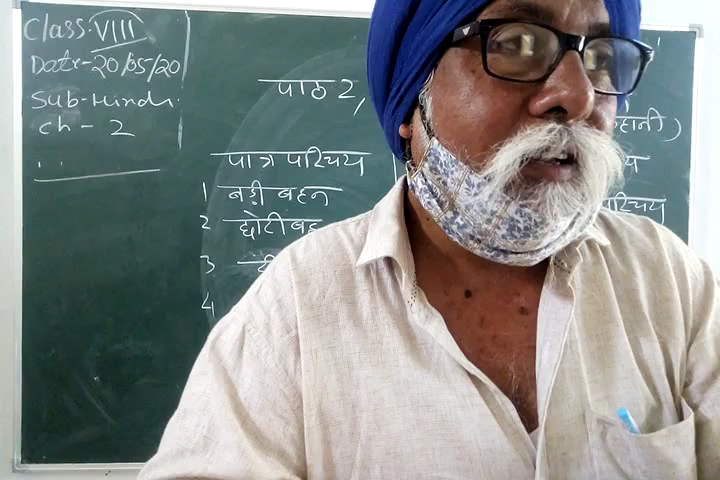 Class. VIII
Date-20/05/20
Sub-Hindi.
Ch - 2
पाठ 2,
पात्र परिचय
1 बड़ी बहन
2 छोटी
3
4
परिचय